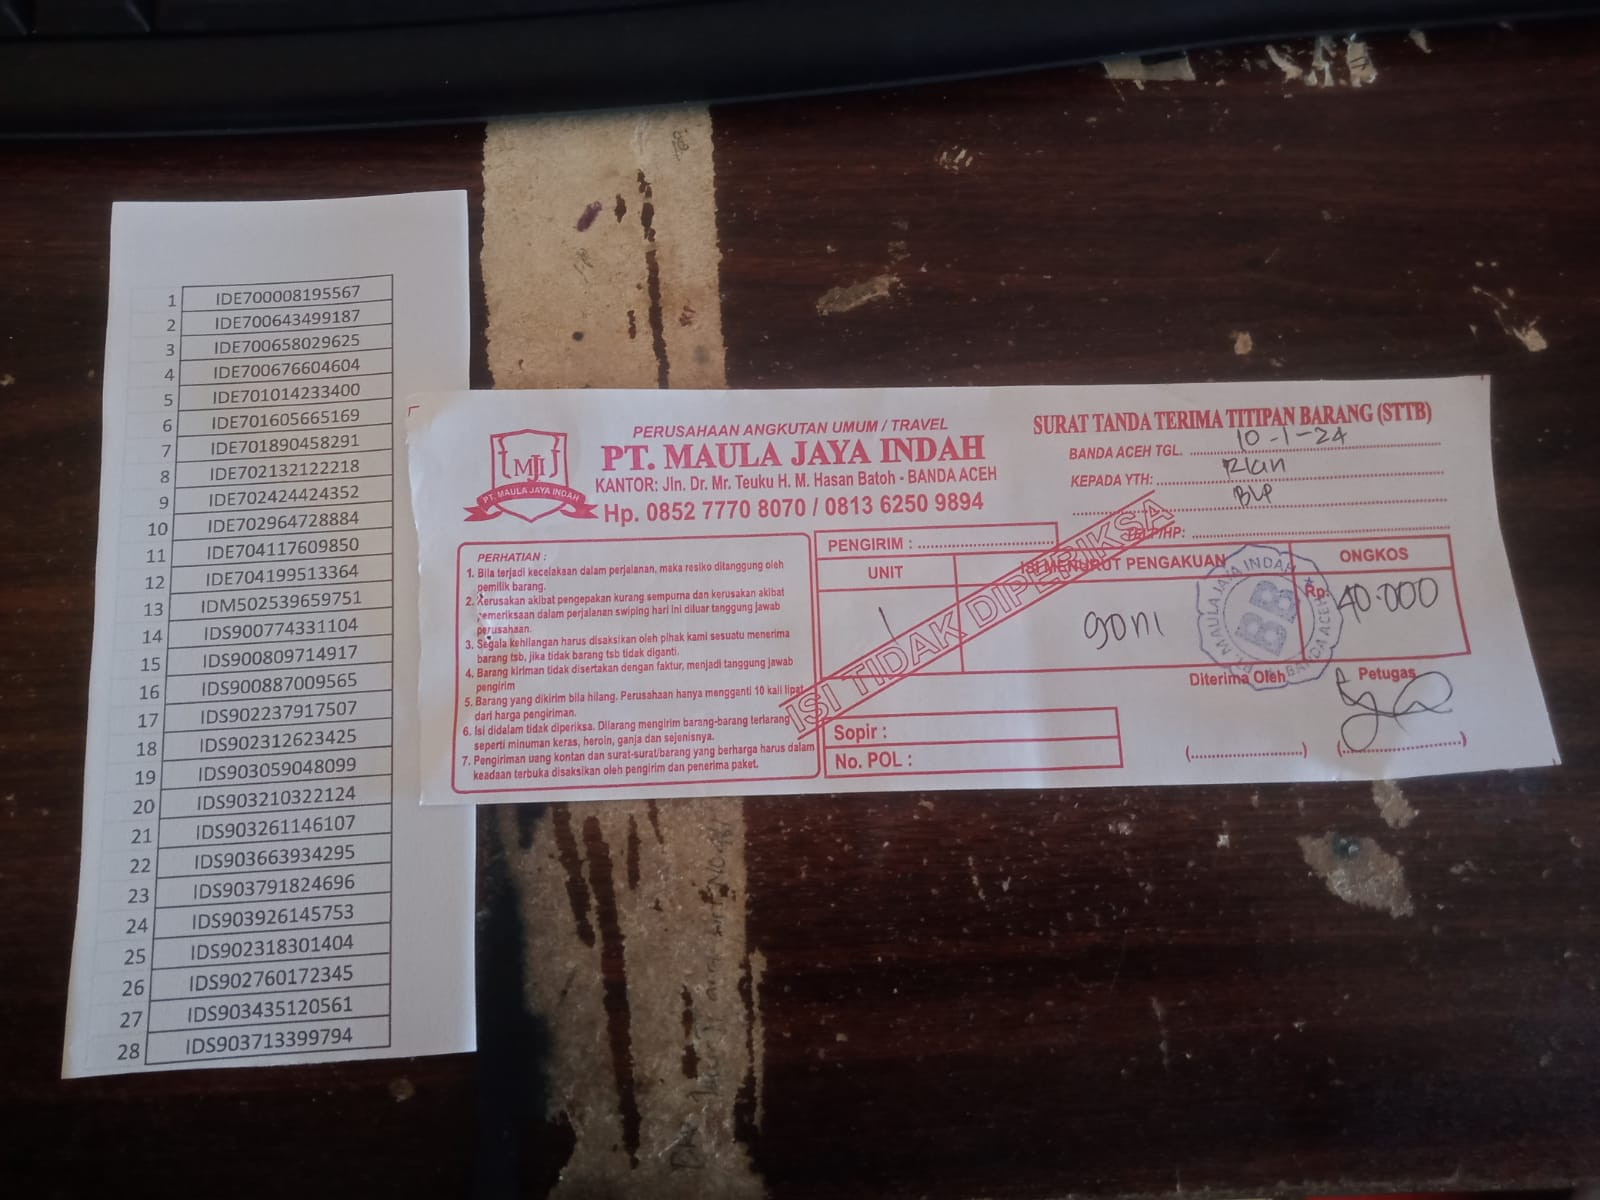 1 IDE700008195567
2 IDE700643499187
3 IDE700658029625
4 IDE700676604604
5 IDE701014233400
6 IDE701605665169
7 IDE701890458291
8 IDE702132122218
9 IDE702424424352
10 IDE702964728884
11 IDE704117609850
12 IDE704199513364
13 IDM502539659751
14 IDS900774331104
15 IDS900809714917
16 IDS900887009565
17 IDS902237917507
18 IDS902312623425
19 IDS903059048099
20 IDS903210322124
21 IDS903261146107
22 IDS903663934295
23 IDS903791824696
24 IDS903926145753
25 IDS902318301404
26 IDS902760172345
27 IDS903435120561
28 IDS903713399794
MJI
PT. MAULA JAYA INDAH
PERUSAHAAN ANGKUTAN UMUM / TRAVEL
PT. MAULA JAYA INDAH
KANTOR: Jln. Dr. Mr. Teuku H. M. Hasan Batoh - BANDA ACEH
Hp. 0852 7770 8070 / 0813 6250 9894
SURAT TANDA TERIMA TITIPAN BARANG (STTB)
BANDA ACEH TGL. 10-1-24
KEPADA YTH:
BLP
TELP/HP:
PERHATIAN :
1. Bila terjadi kecelakaan dalam perjalanan, maka resiko ditanggung oleh
pemilik barang.
2. Kerusakan akibat pengepakan kurang sempurna dan kerusakan akibat
pemeriksaan dalam perjalanan swiping hari ini diluar tanggung jawab
perusahaan.
3. Segala kehilangan harus disaksikan oleh pihak kami sesuatu menerima
barang tsb, jika tidak barang tsb tidak diganti.
4. Barang kiriman tidak disertakan dengan faktur, menjadi tanggung jawab
pengirim
5. Barang yang dikirim bila hilang. Perusahaan hanya mengganti 10 kali lipat
dari harga pengiriman.
6. Isi didalam tidak diperiksa. Dilarang mengirim barang-barang terlarang
seperti minuman keras, heroin, ganja dan sejenisnya.
7. Pengiriman uang kontan dan surat-surat/barang yang berharga harus dalam
keadaan terbuka disaksikan oleh pengirim dan penerima paket.
PENGIRIM :
UNIT ISI MENURUT PENGAKUAN ONGKOS
1 goni Rp. 40.000
ISI TIDAK DIPERIKSA
PT. MAULA JAYA INDAH
BB
BANDA ACEH
Diterima Oleh Petugas
Sopir :
No. POL :